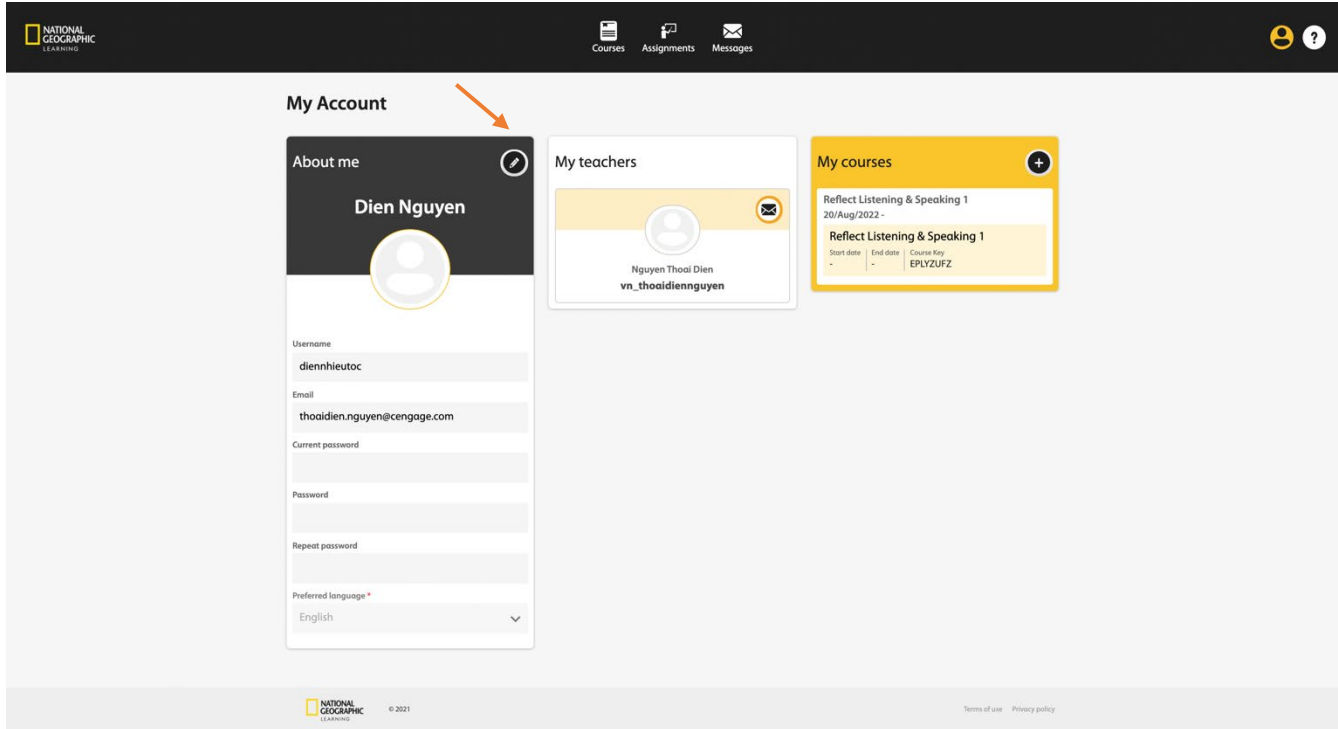 NATIONAL
GEOGRAPHIC
LEARNING
Courses
Assignments
Messages
?
My Account
About me
Dien Nguyen
Username
diennhieutoc
Email
thoaidien.nguyen@cengage.com
Current password
Password
Repeat password
Preferred language *
English
My teachers
Nguyen Thoai Dien
vn_thoaidiennguyen
My courses
+
Reflect Listening & Speaking 1
20/Aug/2022 -
Reflect Listening & Speaking 1
Start date End date Course Key
- - EPLYZUFZ
NATIONAL
GEOGRAPHIC
LEARNING
© 2021
Terms of use Privacy policy